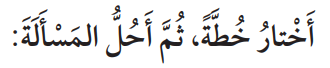 أَخْتارُ خُطَّةً، ثُمَّ أَحُلُّ المَسْأَلَةَ: